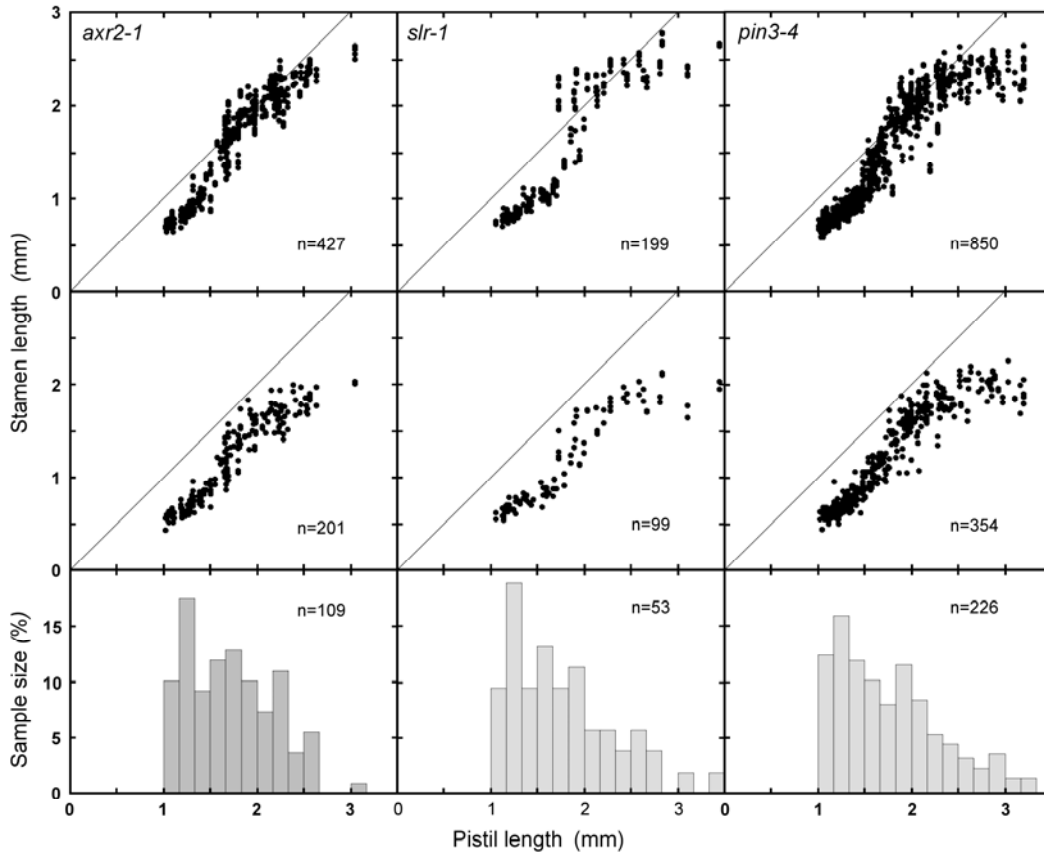 axr2-1 slr-1 pin3-4
3
2
1
0
n=427 n=199 n=850
Stamen length (mm)
2
1
0
n=201 n=99 n=354
Sample size (%)
15
10
5
0
n=109 n=53 n=226
0 1 2 3 0 1 2 3 0 1 2 3
Pistil length (mm)